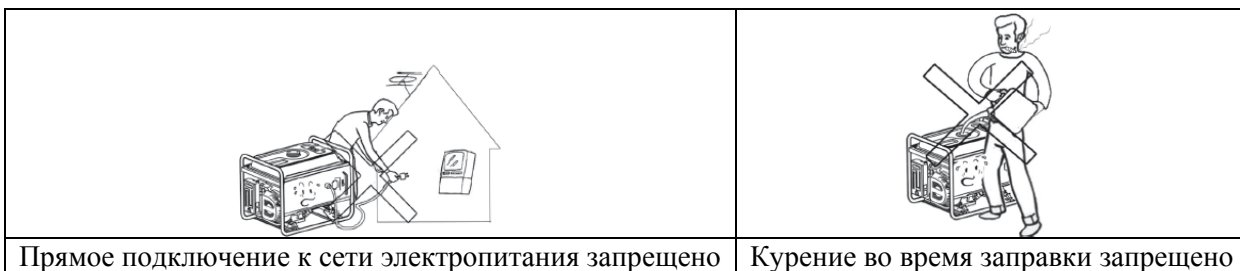 Прямое подключение к сети электропитания запрещено
Курение во время заправки запрещено